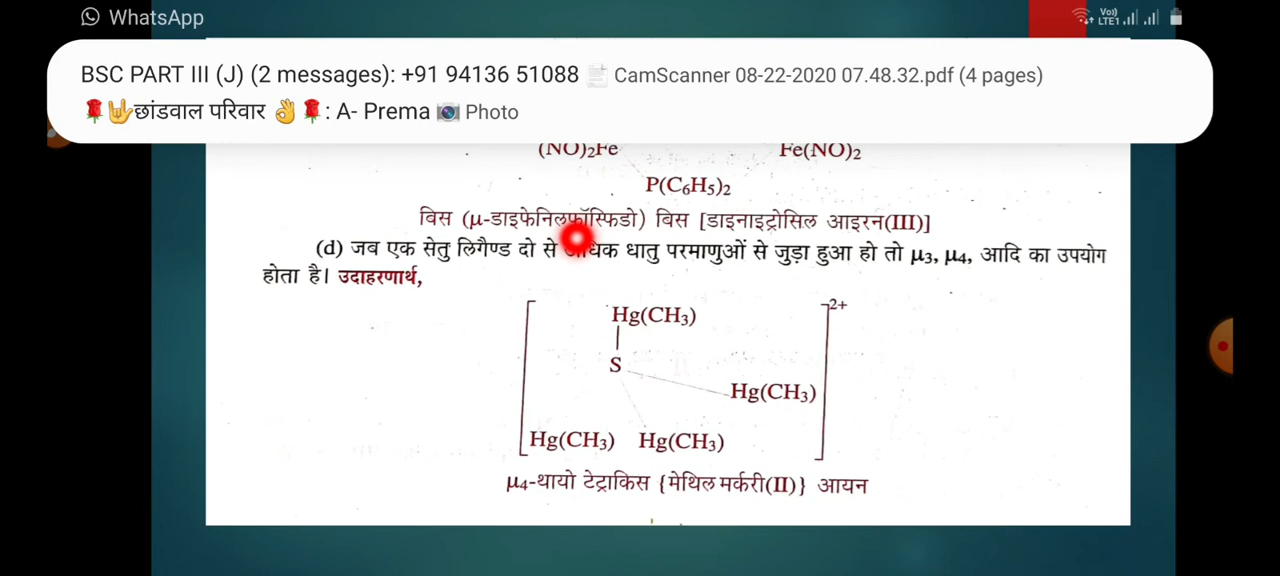 WhatsApp
Vo)) LTE1
BSC PART III (J) (2 messages): +91 94136 51088 📄 CamScanner 08-22-2020 07.48.32.pdf (4 pages)
🌹🤟छांडवाल परिवार 👌🌹: A- Prema 📷 Photo
(NO)₂Fe Fe(NO)₂
P(C₆H₅)₂
बिस (μ-डाइफेनिलफ़ॉस्फिडो) बिस [डाइनाइट्रोसिल आइरन(III)]
(d) जब एक सेतु लिगैण्ड दो से अधिक धातु परमाणुओं से जुड़ा हुआ हो तो μ₃, μ₄, आदि का उपयोग
होता है। उदाहरणार्थ,
2+
Hg(CH₃)
S
Hg(CH₃)
Hg(CH₃) Hg(CH₃)
μ₄-थायो टेट्राकिस {मेथिल मर्करी(II)} आयन